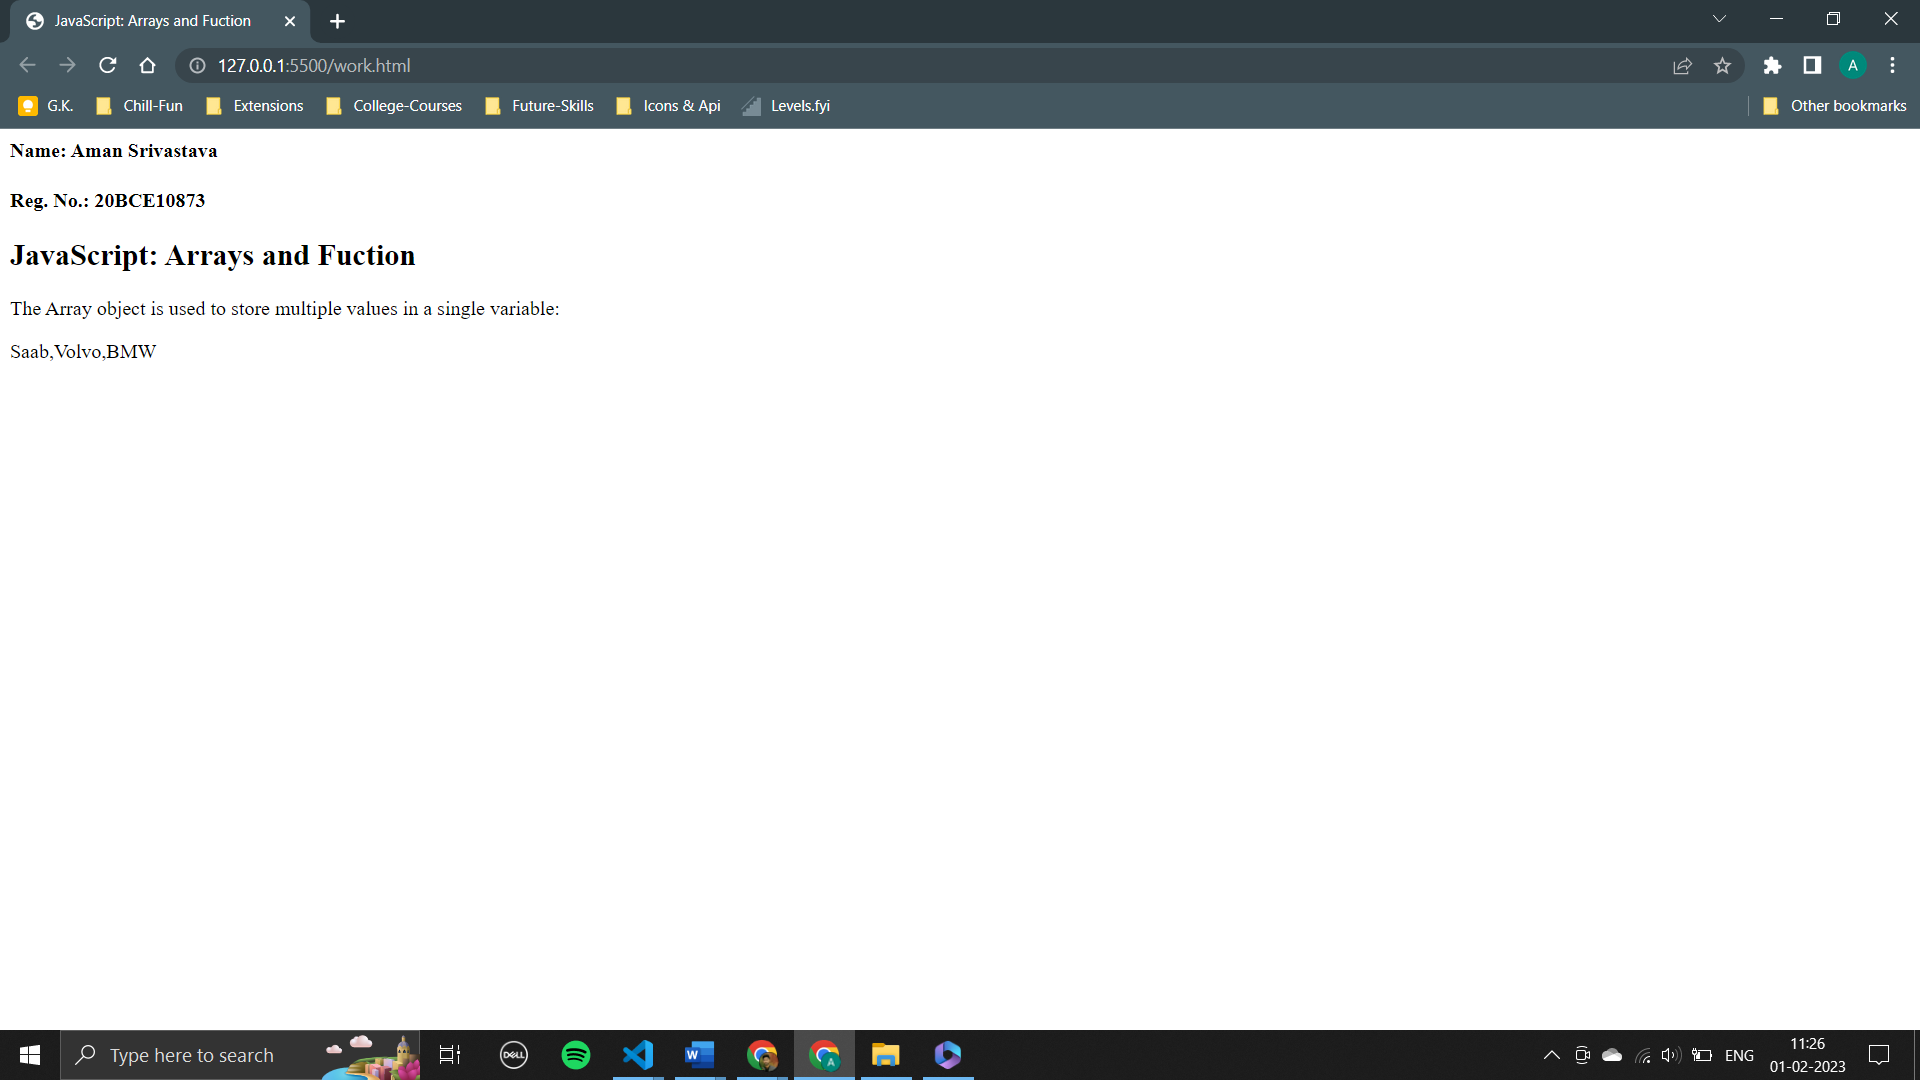 JavaScript: Arrays and Fuction
127.0.0.1:5500/work.html
A
G.K. Chill-Fun Extensions College-Courses Future-Skills Icons & Api Levels.fyi Other bookmarks
Name: Aman Srivastava
Reg. No.: 20BCE10873
JavaScript: Arrays and Fuction
The Array object is used to store multiple values in a single variable:
Saab,Volvo,BMW
Type here to search
DELL
W
A
ENG
11:26
01-02-2023